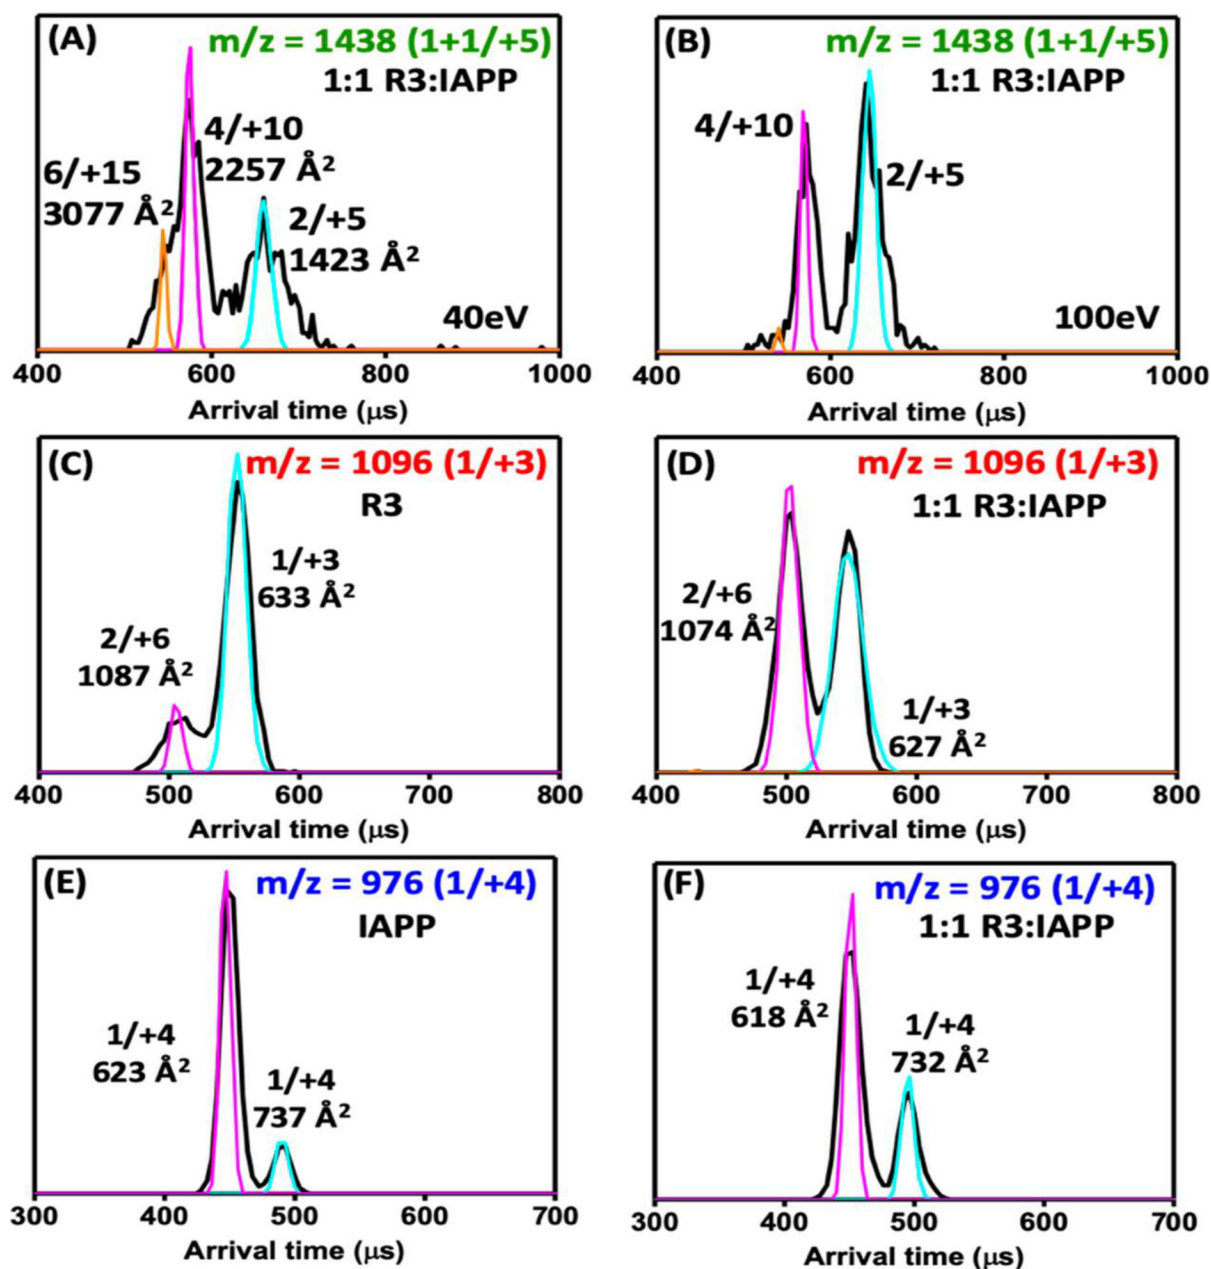 (A)
m/z = 1438 (1+1/+5)
1:1 R3:IAPP
4/+10
2257 Å²
6/+15
3077 Å²
2/+5
1423 Å²
40eV
400 600 800 1000
Arrival time (μs)
(B)
m/z = 1438 (1+1/+5)
1:1 R3:IAPP
4/+10
2/+5
100eV
400 600 800 1000
Arrival time (μs)
(C)
m/z = 1096 (1/+3)
R3
1/+3
633 Å²
2/+6
1087 Å²
400 500 600 700 800
Arrival time (μs)
(D)
m/z = 1096 (1/+3)
1:1 R3:IAPP
2/+6
1074 Å²
1/+3
627 Å²
400 500 600 700 800
Arrival time (μs)
(E)
m/z = 976 (1/+4)
IAPP
1/+4
623 Å²
1/+4
737 Å²
300 400 500 600 700
Arrival time (μs)
(F)
m/z = 976 (1/+4)
1:1 R3:IAPP
1/+4
618 Å²
1/+4
732 Å²
300 400 500 600 700
Arrival time (μs)